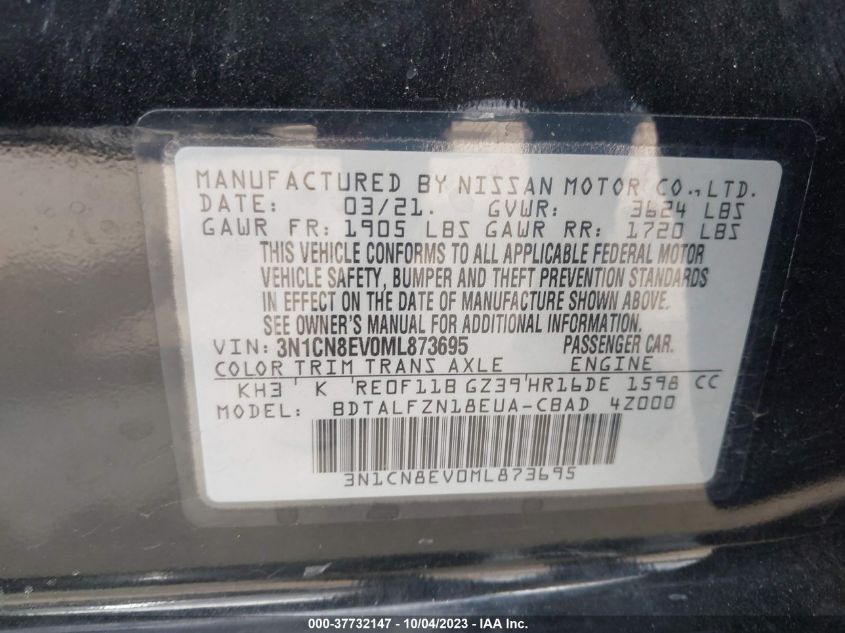 MANUFACTURED BY NISSAN MOTOR CO.,LTD.
DATE: 03/21. GVWR: 3624 LBS
GAWR FR: 1905 LBS GAWR RR: 1720 LBS
THIS VEHICLE CONFORMS TO ALL APPLICABLE FEDERAL MOTOR
VEHICLE SAFETY, BUMPER AND THEFT PREVENTION STANDARDS
IN EFFECT ON THE DATE OF MANUFACTURE SHOWN ABOVE.
SEE OWNER'S MANUAL FOR ADDITIONAL INFORMATION.
VIN: 3N1CN8EV0ML873695 PASSENGER CAR.
COLOR TRIM TRANS AXLE ENGINE
KH3 K RE0F11B GZ39 HR16DE 1598 CC
MODEL: BDTALFZN18EUA-CBAD 4Z000
3N1CN8EV0ML873695
000-37732147 - 10/04/2023 - © IAA Inc.